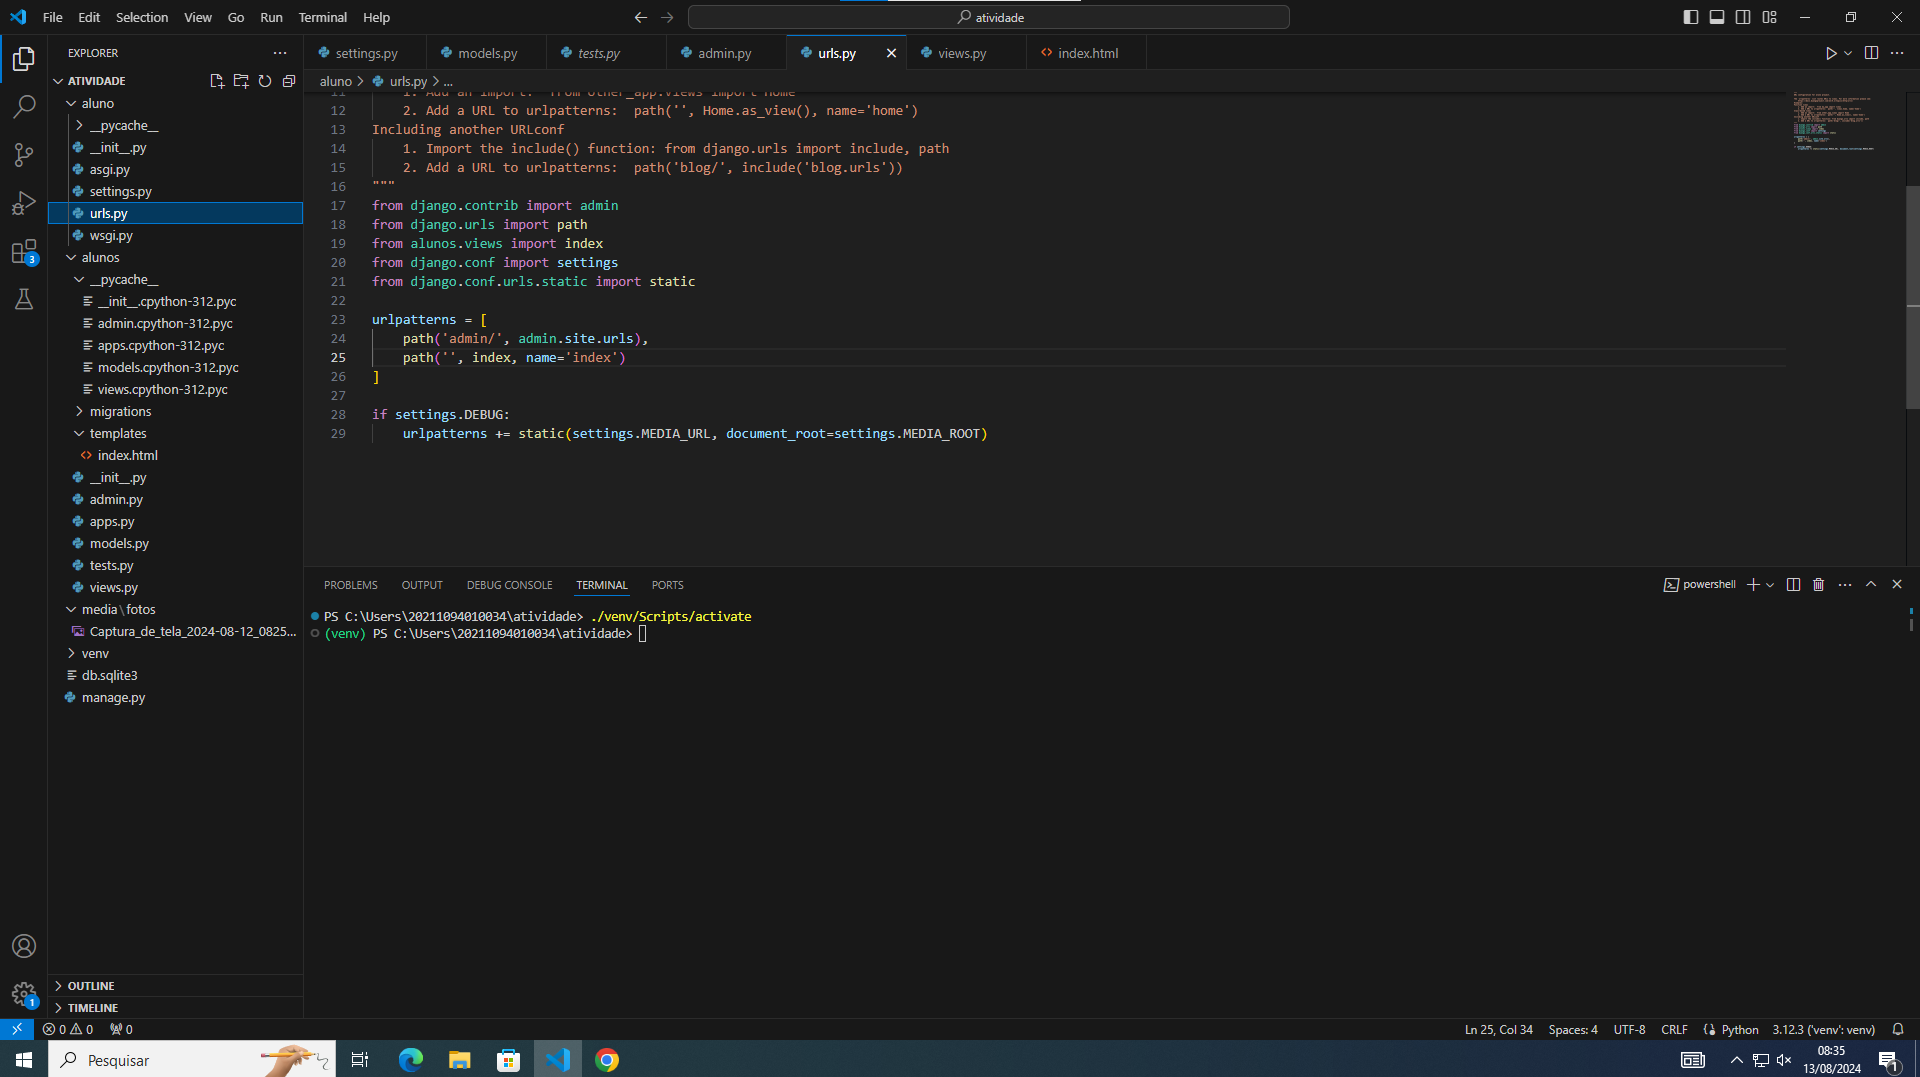 File Edit Selection View Go Run Terminal Help
atividade
EXPLORER
ATIVIDADE
aluno
__pycache__
__init__.py
asgi.py
settings.py
urls.py
wsgi.py
alunos
__pycache__
__init__.cpython-312.pyc
admin.cpython-312.pyc
apps.cpython-312.pyc
models.cpython-312.pyc
views.cpython-312.pyc
migrations
templates
index.html
__init__.py
admin.py
apps.py
models.py
tests.py
views.py
media\fotos
Captura_de_tela_2024-08-12_0825...
venv
db.sqlite3
manage.py
OUTLINE
TIMELINE
settings.py models.py tests.py admin.py urls.py views.py index.html
aluno > urls.py > ...
11 1. Add an import: from other_app.views import Home
12 2. Add a URL to urlpatterns: path('', Home.as_view(), name='home')
13 Including another URLconf
14 1. Import the include() function: from django.urls import include, path
15 2. Add a URL to urlpatterns: path('blog/', include('blog.urls'))
16 """
17 from django.contrib import admin
18 from django.urls import path
19 from alunos.views import index
20 from django.conf import settings
21 from django.conf.urls.static import static
22
23 urlpatterns = [
24 path('admin/', admin.site.urls),
25 path('', index, name='index')
26 ]
27
28 if settings.DEBUG:
29 urlpatterns += static(settings.MEDIA_URL, document_root=settings.MEDIA_ROOT)
PROBLEMS OUTPUT DEBUG CONSOLE TERMINAL PORTS
powershell
PS C:\Users\20211094010034\atividade> ./venv/Scripts/activate
(venv) PS C:\Users\20211094010034\atividade>
3
1
0 0 0
Ln 25, Col 34 Spaces: 4 UTF-8 CRLF Python 3.12.3 ('venv': venv)
Pesquisar
08:35
13/08/2024
1